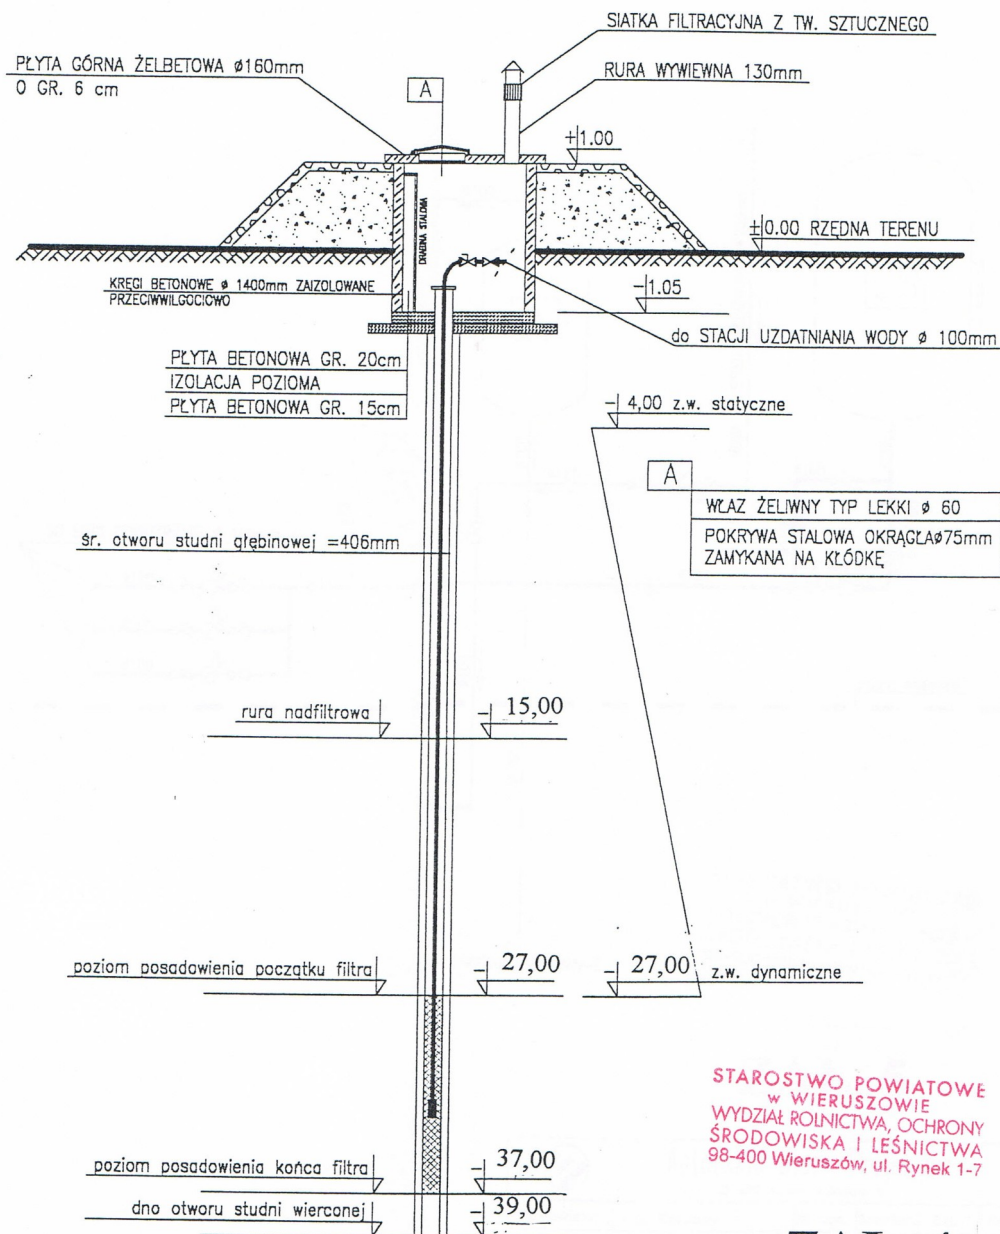 SIATKA FILTRACYJNA Z TW. SZTUCZNEGO
PŁYTA GÓRNA ŻELBETOWA ø160mm
O GR. 6 cm
A
RURA WYWIEWNA 130mm
+1.00
DRABINA STALOWA
±0.00 RZĘDNA TERENU
KRĘGI BETONOWE ø 1400mm ZAIZOLOWANE
PRZECIWWILGOCIOWO
-1.05
do STACJI UZDATNIANIA WODY ø 100mm
PŁYTA BETONOWA GR. 20cm
IZOLACJA POZIOMA
PŁYTA BETONOWA GR. 15cm
- 4,00 z.w. statyczne
A
WŁAZ ŻELIWNY TYP LEKKI ø 60
POKRYWA STALOWA OKRĄGŁAø75mm
ZAMYKANA NA KŁÓDKĘ
śr. otworu studni głębinowej =406mm
rura nadfiltrowa
- 15,00
poziom posadowienia początku filtra
- 27,00
- 27,00 z.w. dynamiczne
STAROSTWO POWIATOWE
w WIERUSZOWIE
WYDZIAŁ ROLNICTWA, OCHRONY
ŚRODOWISKA I LEŚNICTWA
98-400 Wieruszów, ul. Rynek 1-7
poziom posadowienia końca filtra
- 37,00
dno otworu studni wierconej
- 39,00